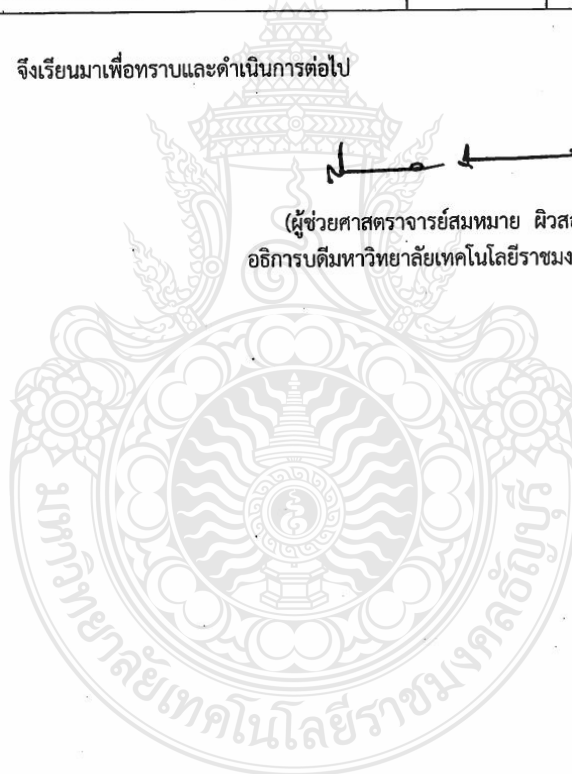 จึงเรียนมาเพื่อทราบและดำเนินการต่อไป
(ผู้ช่วยศาสตราจารย์สมหมาย ผิวส
อธิการบดีมหาวิทยาลัยเทคโนโลยีราชมง
มหาวิทยาลัยเทคโนโลยีราชมงคลธัญบุรี